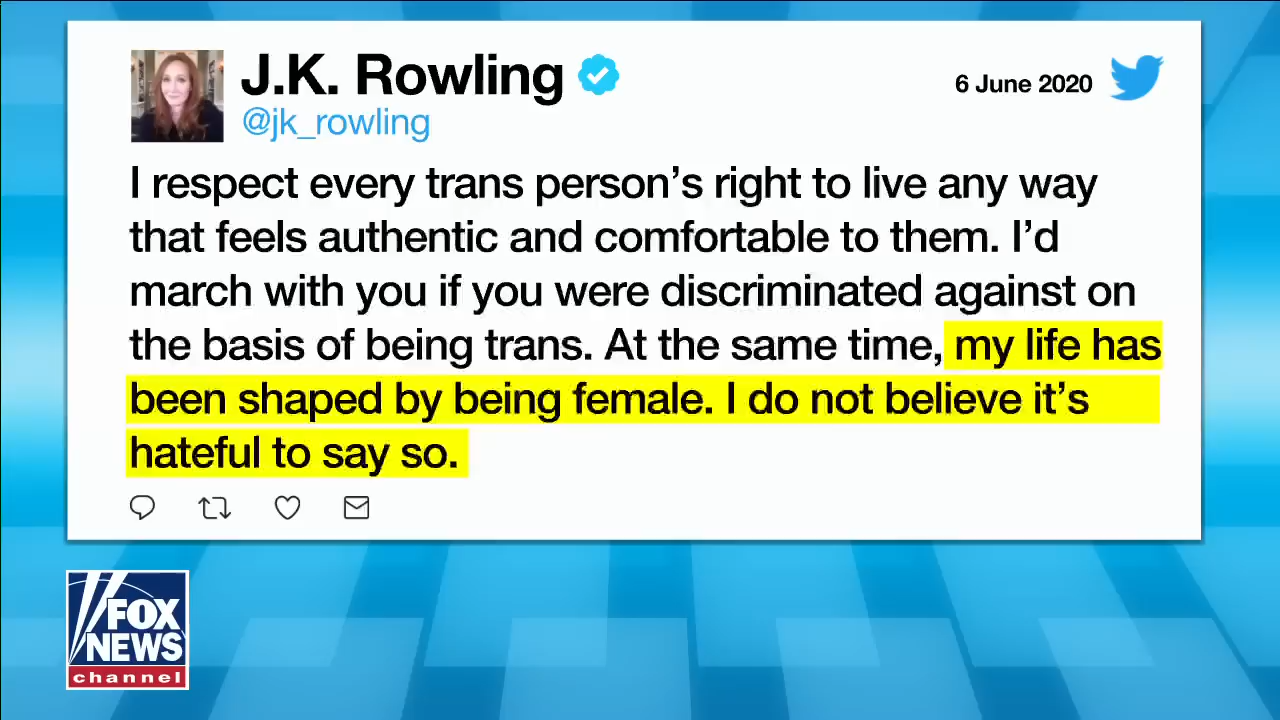 J.K. Rowling
@jk_rowling
6 June 2020
I respect every trans person’s right to live any way
that feels authentic and comfortable to them. I’d
march with you if you were discriminated against on
the basis of being trans. At the same time, my life has
been shaped by being female. I do not believe it’s
hateful to say so.
FOX
NEWS
channel